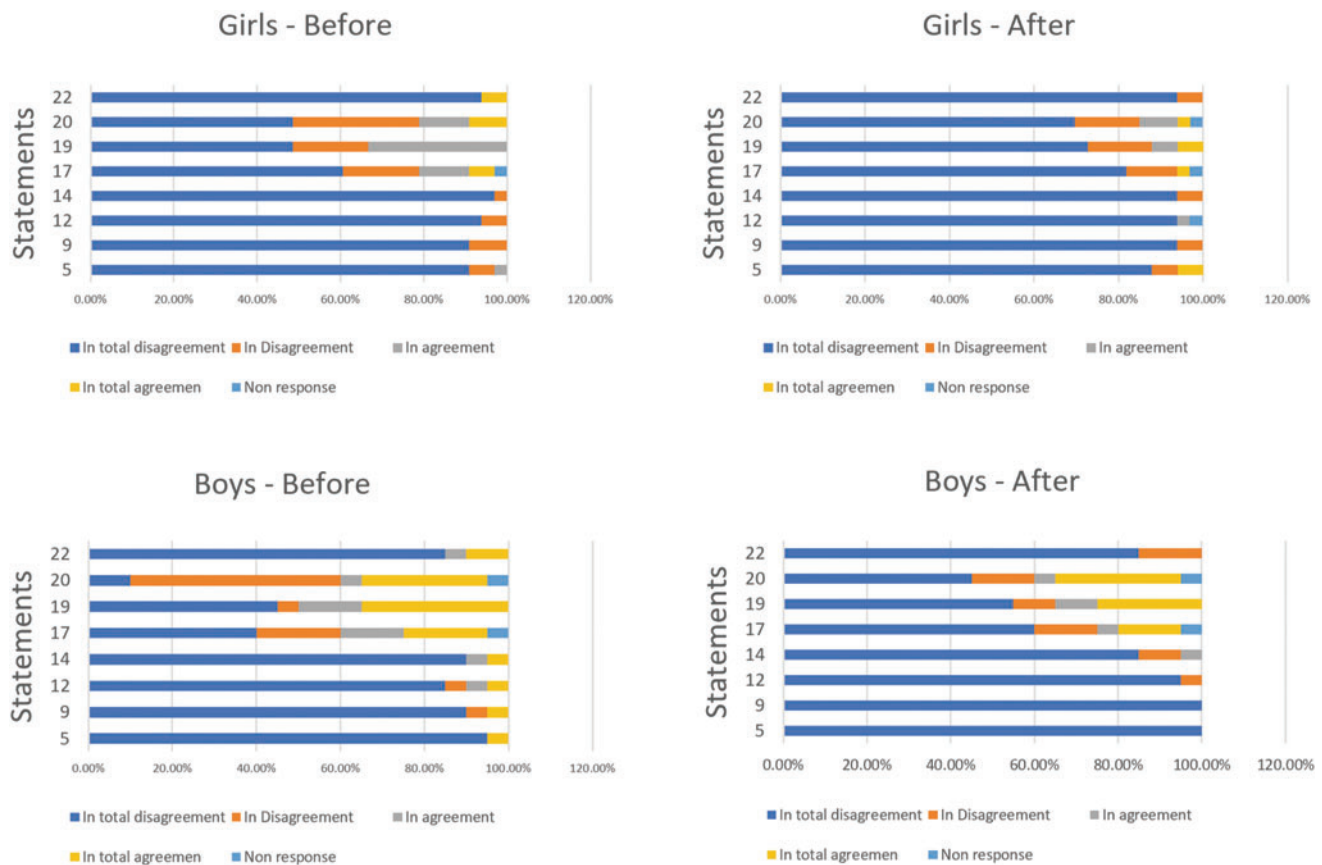 Girls - Before
Statements
22
20
19
17
14
12
9
5
0.00% 20.00% 40.00% 60.00% 80.00% 100.00% 120.00%
In total disagreement In Disagreement In agreement
In total agreemen Non response
Girls - After
Statements
22
20
19
17
14
12
9
5
0.00% 20.00% 40.00% 60.00% 80.00% 100.00% 120.00%
In total disagreement In Disagreement In agreement
In total agreemen Non response
Boys - Before
Statements
22
20
19
17
14
12
9
5
0.00% 20.00% 40.00% 60.00% 80.00% 100.00% 120.00%
In total disagreement In Disagreement In agreement
In total agreemen Non response
Boys - After
Statements
22
20
19
17
14
12
9
5
0.00% 20.00% 40.00% 60.00% 80.00% 100.00% 120.00%
In total disagreement In Disagreement In agreement
In total agreemen Non response